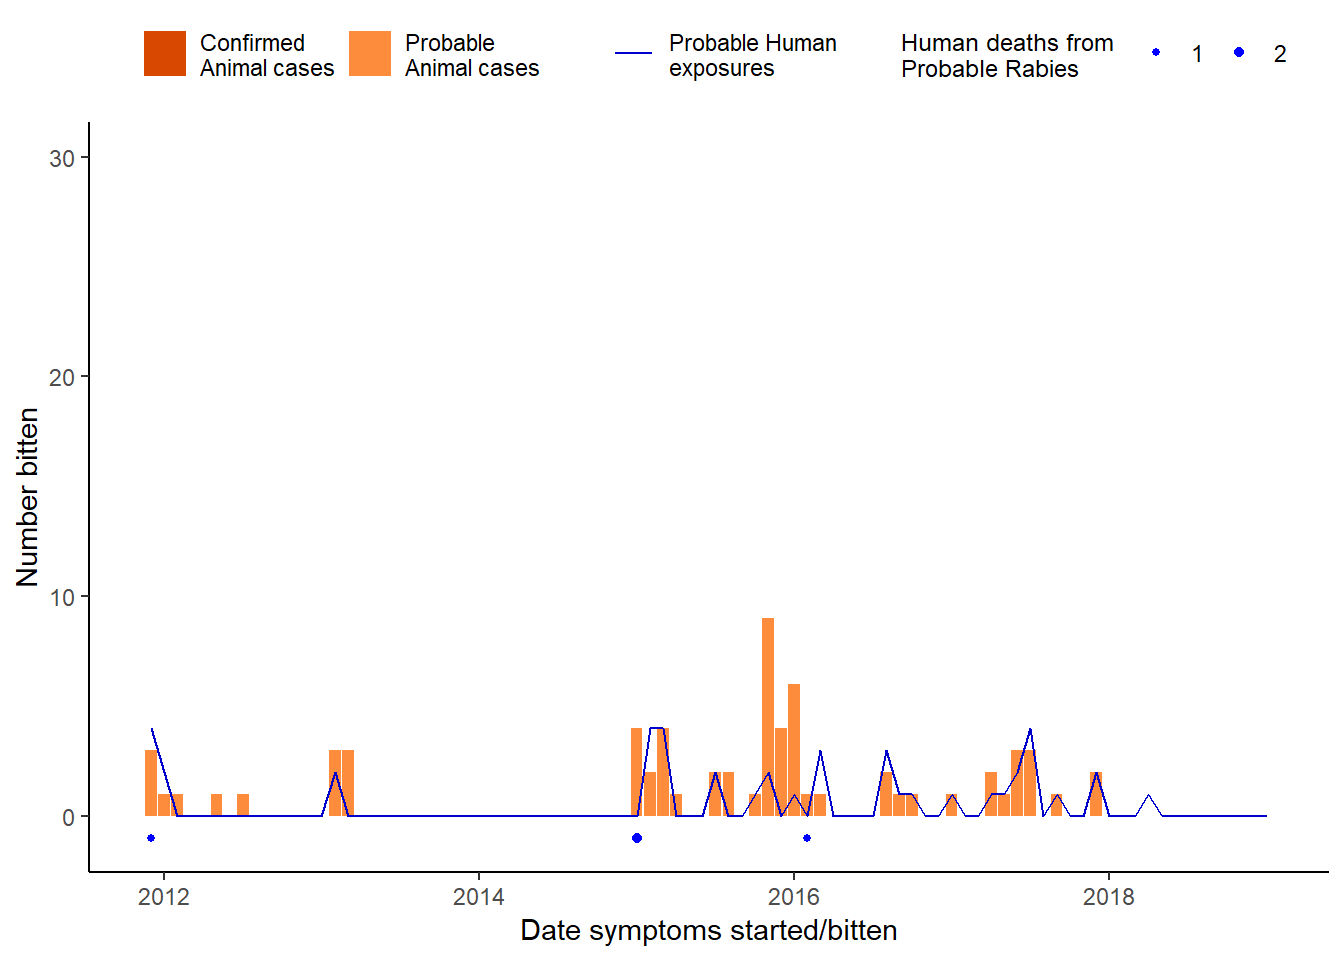 Confirmed
Animal cases
Probable
Animal cases
Probable Human
exposures
Human deaths from
Probable Rabies
1
2
30
20
10
0
Number bitten
2012
2014
2016
2018
Date symptoms started/bitten